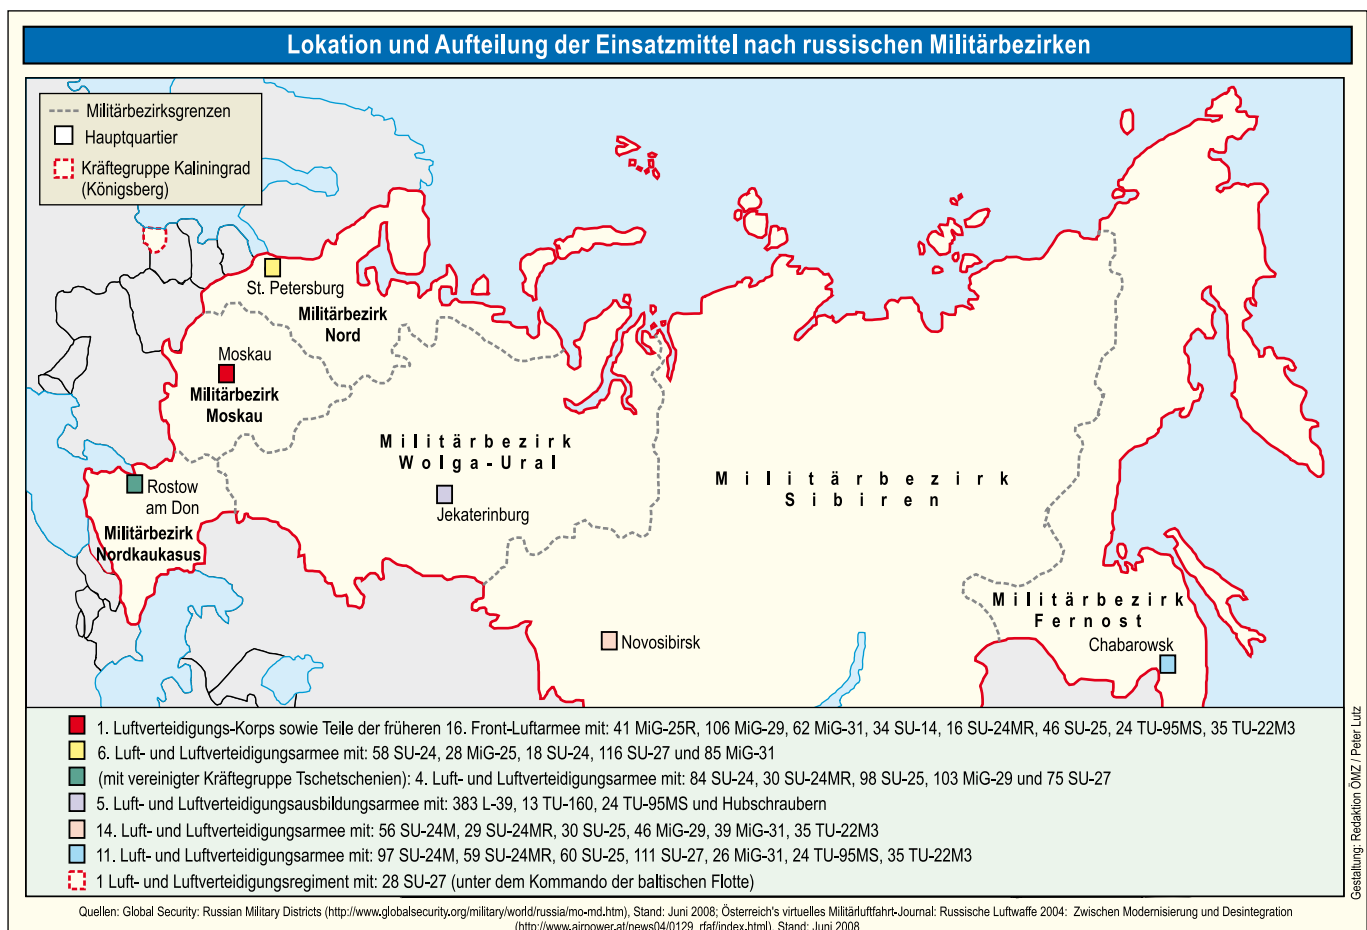 Lokation und Aufteilung der Einsatzmittel nach russischen Militärbezirken
Militärbezirksgrenzen
Hauptquartier
Kräftegruppe Kaliningrad
(Königsberg)
St. Petersburg
Militärbezirk
Nord
Moskau
Militärbezirk
Moskau
Militärbezirk
Wolga-Ural
Jekaterinburg
Rostow
am Don
Militärbezirk
Nordkaukasus
Militärbezirk
Sibiren
Novosibirsk
Militärbezirk
Fernost
Chabarowsk
1. Luftverteidigungs-Korps sowie Teile der früheren 16. Front-Luftarmee mit: 41 MiG-25R, 106 MiG-29, 62 MiG-31, 34 SU-14, 16 SU-24MR, 46 SU-25, 24 TU-95MS, 35 TU-22M3
6. Luft- und Luftverteidigungsarmee mit: 58 SU-24, 28 MiG-25, 18 SU-24, 116 SU-27 und 85 MiG-31
(mit vereinigter Kräftegruppe Tschetschenien): 4. Luft- und Luftverteidigungsarmee mit: 84 SU-24, 30 SU-24MR, 98 SU-25, 103 MiG-29 und 75 SU-27
5. Luft- und Luftverteidigungsausbildungsarmee mit: 383 L-39, 13 TU-160, 24 TU-95MS und Hubschraubern
14. Luft- und Luftverteidigungsarmee mit: 56 SU-24M, 29 SU-24MR, 30 SU-25, 46 MiG-29, 39 MiG-31, 35 TU-22M3
11. Luft- und Luftverteidigungsarmee mit: 97 SU-24M, 59 SU-24MR, 60 SU-25, 111 SU-27, 26 MiG-31, 24 TU-95MS, 35 TU-22M3
1 Luft- und Luftverteidigungsregiment mit: 28 SU-27 (unter dem Kommando der baltischen Flotte)
Gestaltung: Redaktion ÖMZ / Peter Lutz
Quellen: Global Security: Russian Military Districts (http://www.globalsecurity.org/military/world/russia/mo-md.htm), Stand: Juni 2008; Österreich's virtuelles Militärluftfahrt-Journal: Russische Luftwaffe 2004: Zwischen Modernisierung und Desintegration
(http://www.airpower.at/news04/0129_rfaf/index.html), Stand: Juni 2008